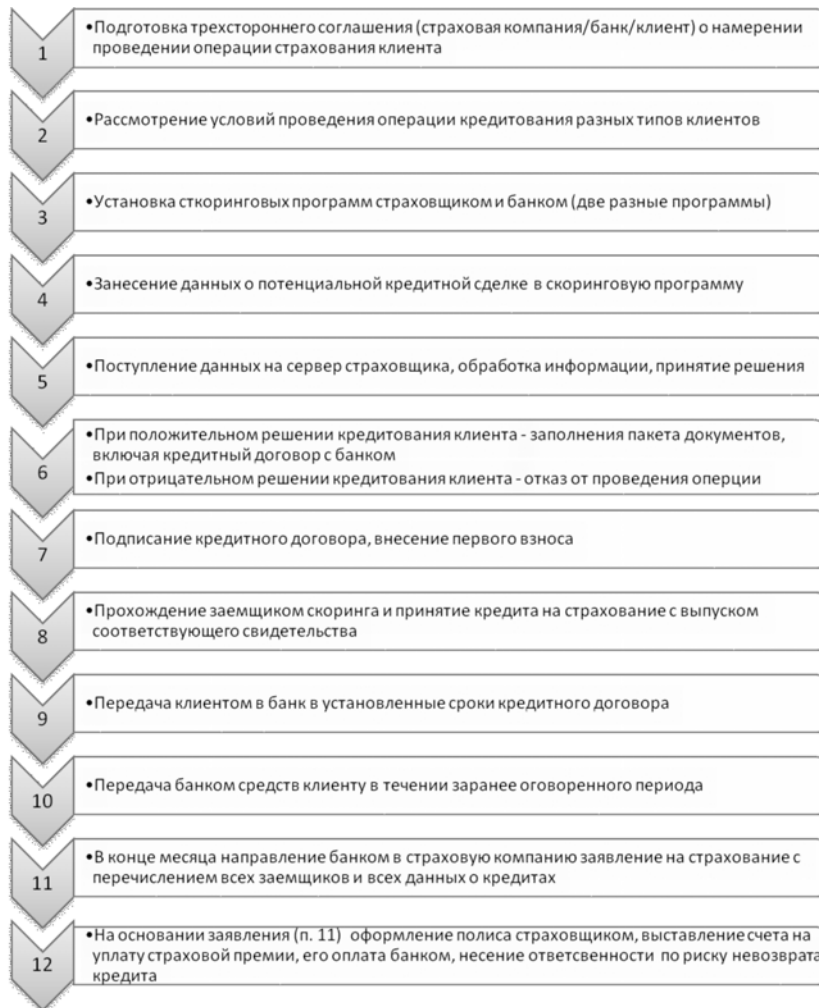 1
•Подготовка трехстороннего соглашения (страховая компания/банк/клиент) о намерении
проведении операции страхования клиента
2
•Рассмотрение условий проведения операции кредитования разных типов клиентов
3
•Установка сткоринговых программ страховщиком и банком (две разные программы)
4
•Занесение данных о потенциальной кредитной сделке в скоринговую программу
5
•Поступление данных на сервер страховщика, обработка информации, принятие решения
6
•При положительном решении кредитования клиента - заполнения пакета документов,
включая кредитный договор с банком
•При отрицательном решении кредитования клиента - отказ от проведения оперции
7
•Подписание кредитного договора, внесение первого взноса
8
•Прохождение заемщиком скоринга и принятие кредита на страхование с выпуском
соответствующего свидетельства
9
•Передача клиентом в банк в установленные сроки кредитного договора
10
•Передача банком средств клиенту в течении заранее оговоренного периода
11
•В конце месяца направление банком в страховую компанию заявление на страхование с
перечислением всех заемщиков и всех данных о кредитах
12
•На основании заявления (п. 11) оформление полиса страховщиком, выставление счета на
уплату страховой премии, его оплата банком, несение ответсвенности по риску невозврата
кредита